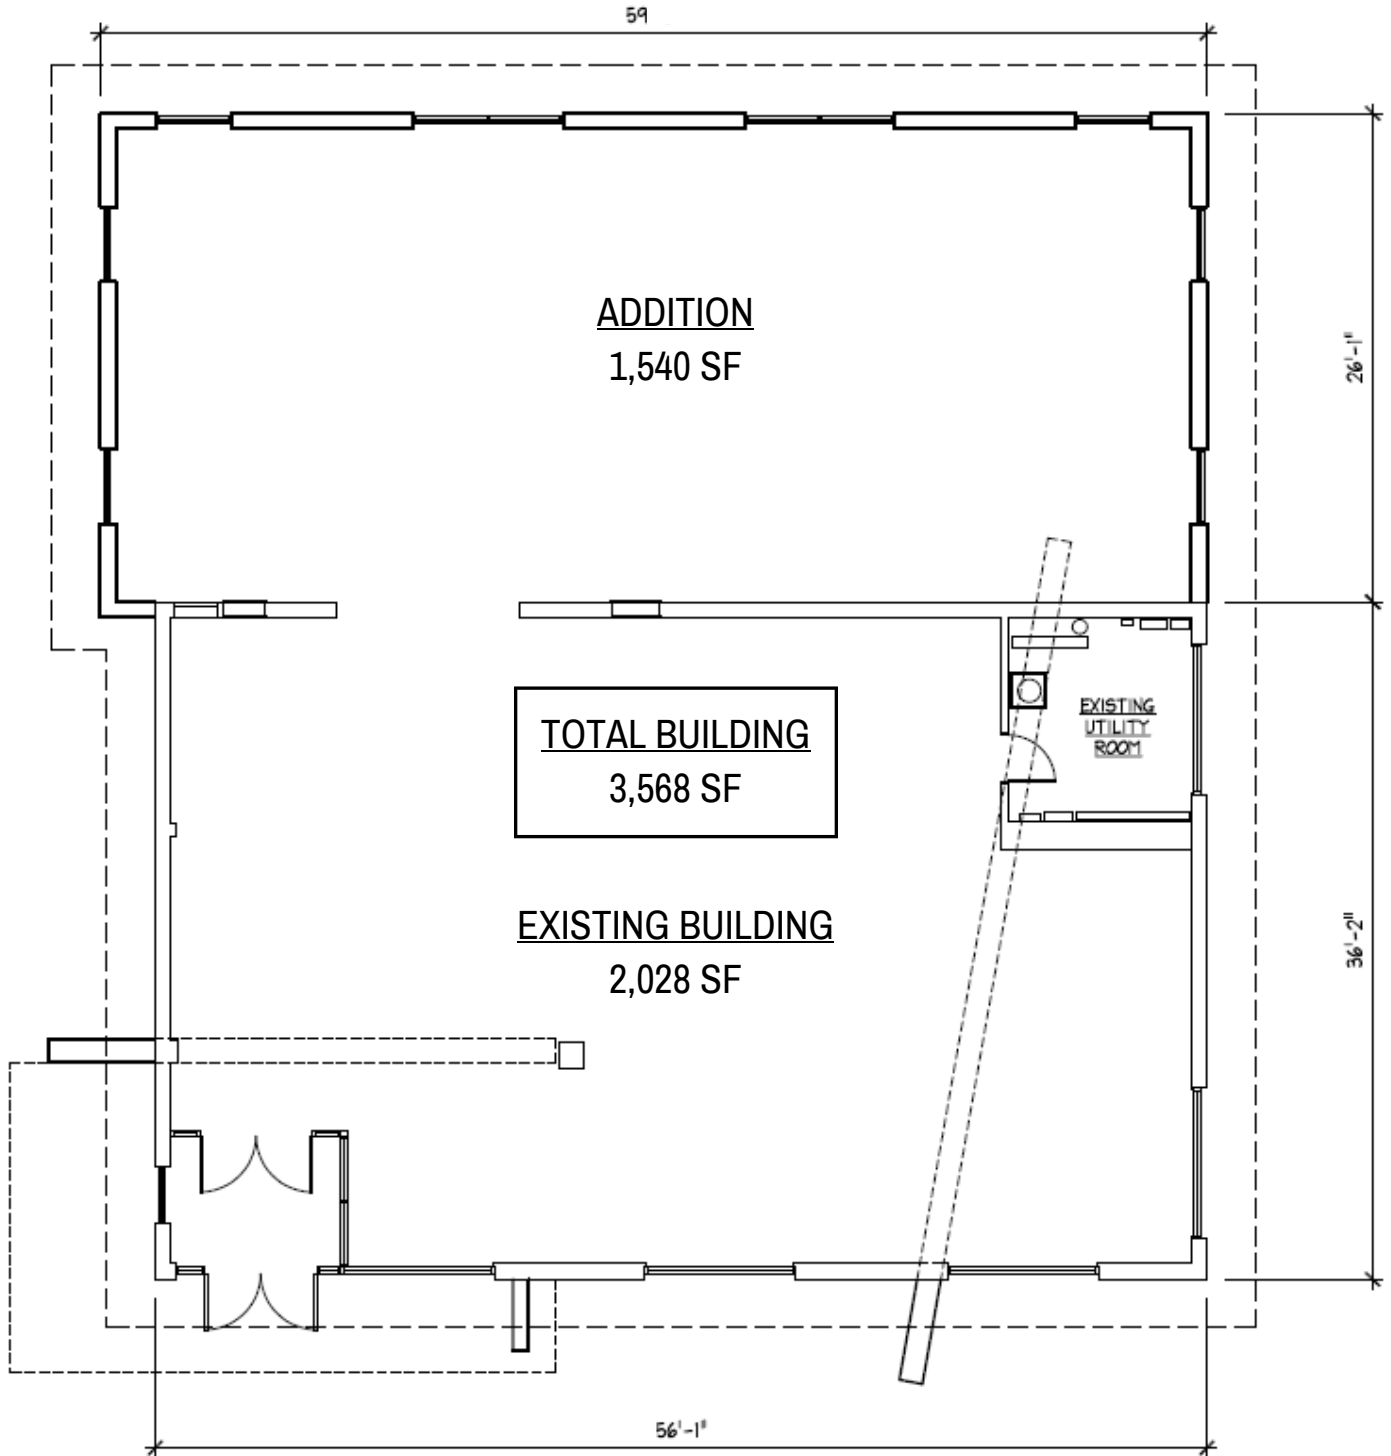 59
ADDITION
1,540 SF
26'-1"
EXISTING
UTILITY
ROOM
TOTAL BUILDING
3,568 SF
EXISTING BUILDING
2,028 SF
36'-2"
56'-1"